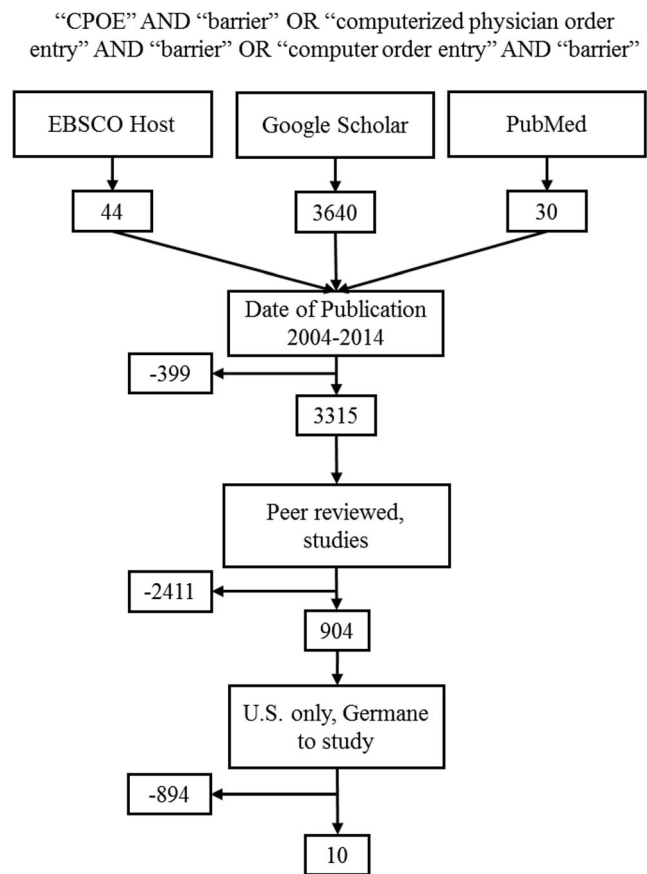 “CPOE” AND “barrier” OR “computerized physician order
entry” AND “barrier” OR “computer order entry” AND “barrier”
EBSCO Host
Google Scholar
PubMed
44
3640
30
Date of Publication
2004-2014
-399
3315
Peer reviewed,
studies
-2411
904
U.S. only, Germane
to study
-894
10